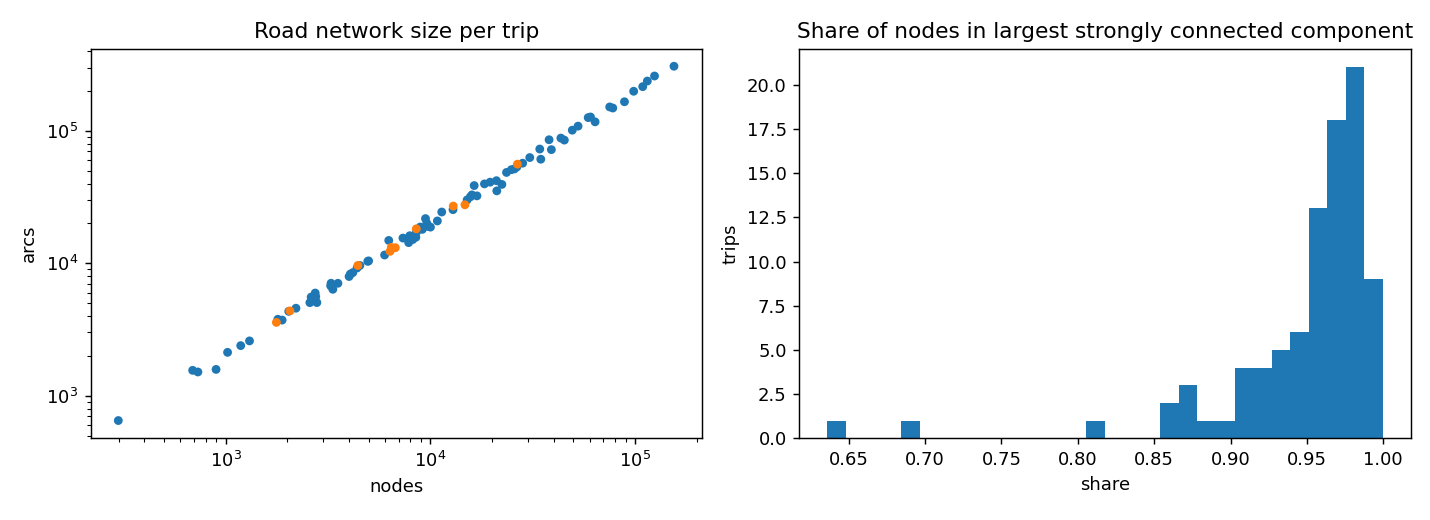 Road network size per trip
arcs
10^5
10^4
10^3
10^3 10^4 10^5
nodes
Share of nodes in largest strongly connected component
trips
20.0
17.5
15.0
12.5
10.0
7.5
5.0
2.5
0.0
0.65 0.70 0.75 0.80 0.85 0.90 0.95 1.00
share